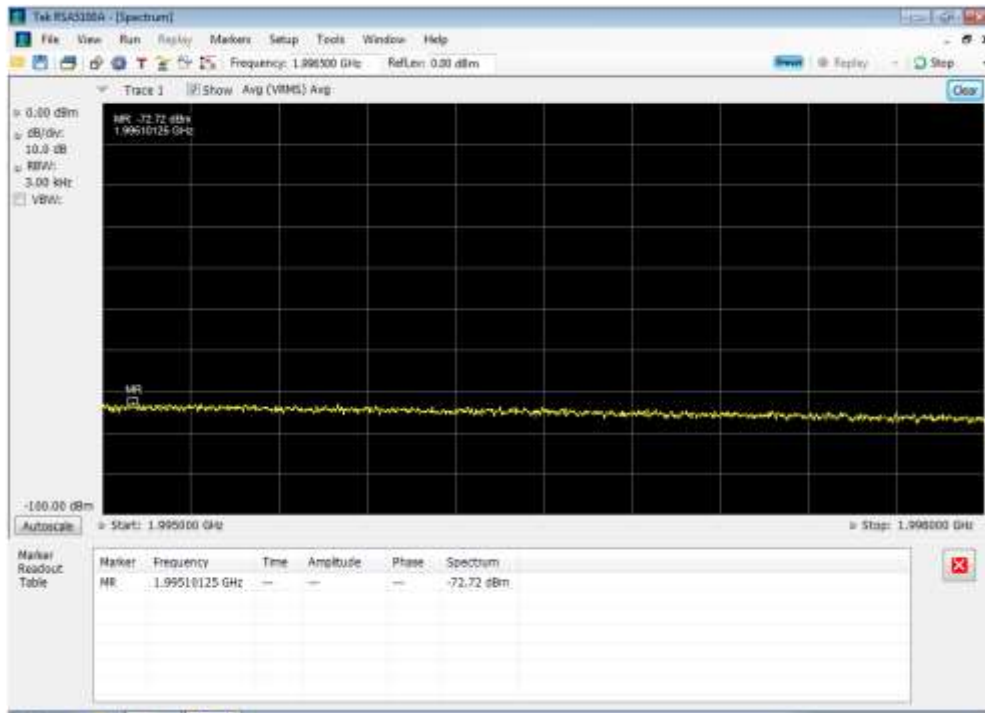 Tek RSA5100A - [Spectrum]
File View Run Replay Markers Setup Tools Window Help
Frequency: 1.996500 GHz RefLev: 0.00 dBm Preset Replay Stop
Trace 1 Show Avg (VRMS) Avg Clear
0.00 dBm
dB/div:
10.0 dB
RBW:
3.00 kHz
VBW:
MR: -72.72 dBm
1.99510125 GHz
MR
-100.00 dBm
Autoscale Start: 1.995000 GHz Stop: 1.998000 GHz
Marker
Readout
Table
Marker Frequency Time Amplitude Phase Spectrum
MR 1.99510125 GHz --- --- --- -72.72 dBm